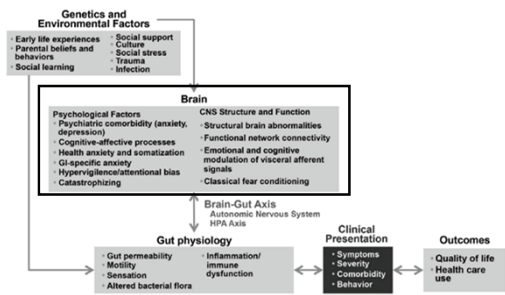 Genetics and
Environmental Factors
• Early life experiences
• Parental beliefs and
behaviors
• Social learning
• Social support
• Culture
• Social stress
• Trauma
• Infection
Brain
Psychological Factors
• Psychiatric comorbidity (anxiety,
depression)
• Cognitive-affective processes
• Health anxiety and somatization
• GI-specific anxiety
• Hypervigilence/attentional bias
• Catastrophizing
CNS Structure and Function
• Structural brain abnormalities
• Functional network connectivity
• Emotional and cognitive
modulation of visceral afferent
signals
• Classical fear conditioning
Brain-Gut Axis
Autonomic Nervous System
HPA Axis
Gut physiology
• Gut permeability
• Motility
• Sensation
• Altered bacterial flora
• Inflammation/
immune
dysfunction
Clinical
Presentation
• Symptoms
• Severity
• Comorbidity
• Behavior
Outcomes
• Quality of life
• Health care
use